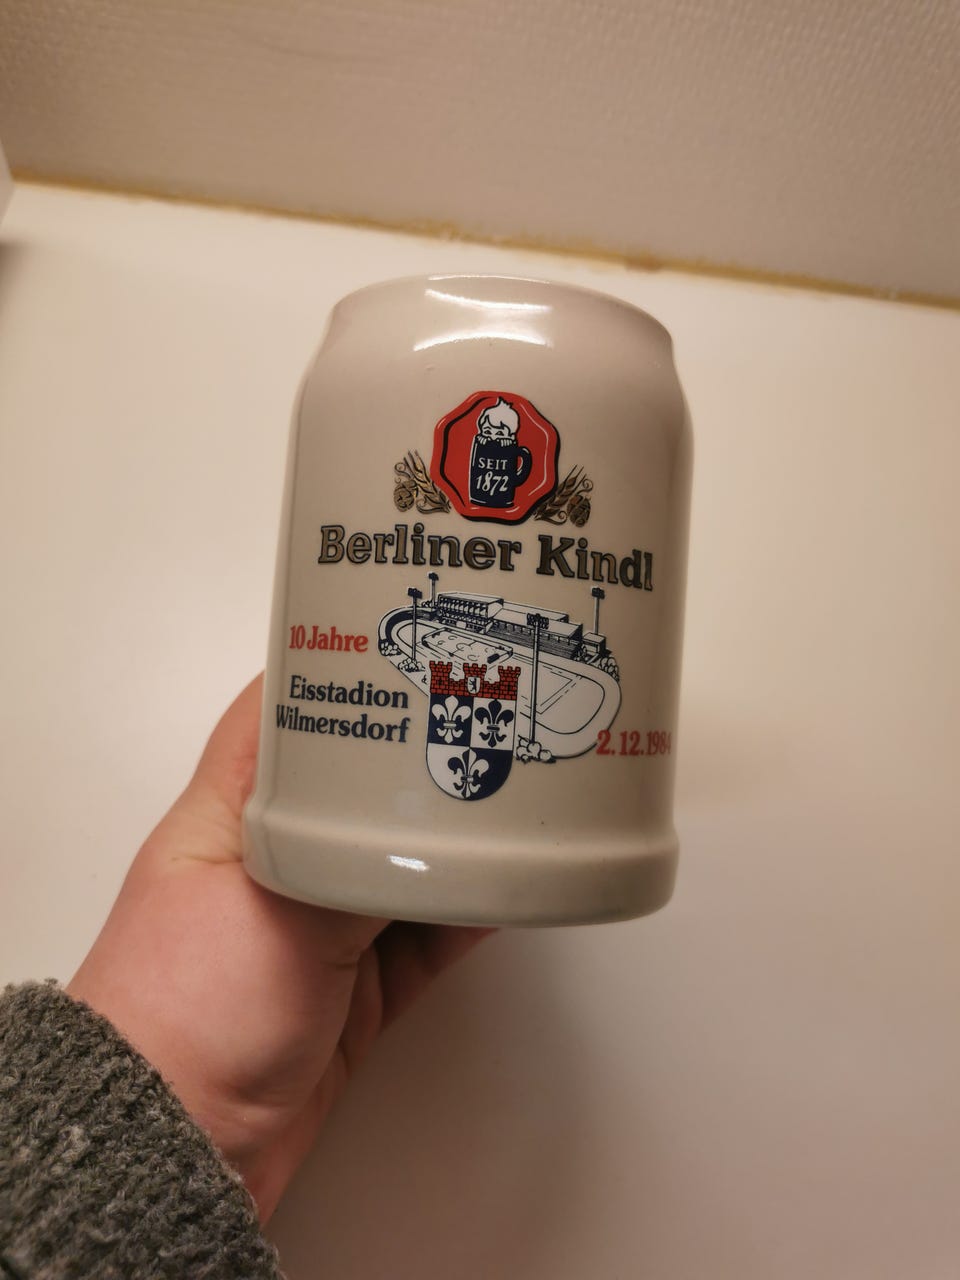 SEIT
1872
Berliner Kindl
10 Jahre
Eisstadion
Wilmersdorf
2.12.1984